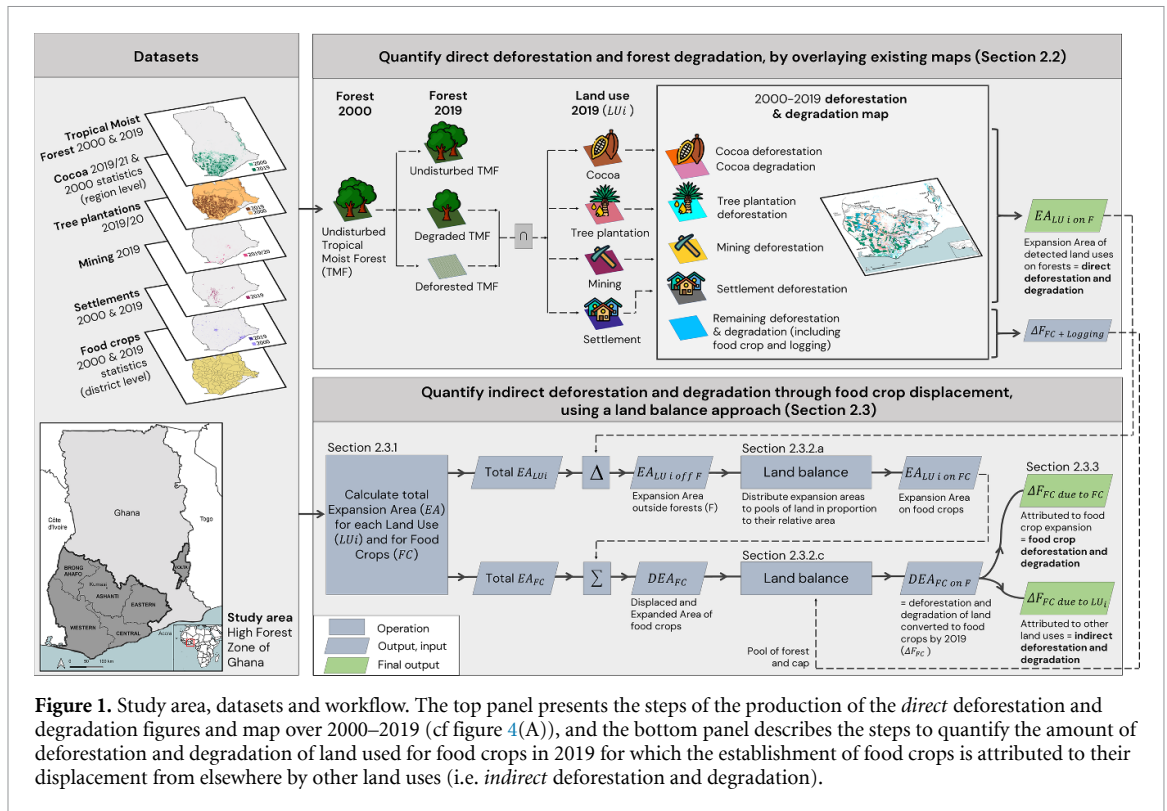 Datasets
Tropical Moist
Forest 2000 & 2019
2000
2019
Cocoa 2019/21 &
2000 statistics
(region level)
2019
2000
Tree plantations
2019/20
2019/20
Mining 2019
2019
Settlements
2000 & 2019
2019
2000
Food crops
2000 & 2019
statistics
(district level)
Côte
d'Ivoire
Ghana
Togo
BRONG
AHAFO
Kumasi
ASHANTI
VOLTA
EASTERN
WESTERN
CENTRAL
Accra
Study area
High Forest
Zone of
Ghana
Quantify direct deforestation and forest degradation, by overlaying existing maps (Section 2.2)
Forest
2000
Forest
2019
Land use
2019 (LUi)
2000-2019 deforestation
& degradation map
Undisturbed
Tropical
Moist Forest
(TMF)
Undisturbed TMF
Degraded TMF
Deforested TMF
∩
Cocoa
Tree plantation
Mining
Settlement
Cocoa deforestation
Cocoa degradation
Tree plantation
deforestation
Mining deforestation
Settlement deforestation
Remaining deforestation
& degradation (including
food crop and logging)
EA LU i on F
Expansion Area of
detected land uses
on forests = direct
deforestation and
degradation
ΔF FC + Logging
Quantify indirect deforestation and degradation through food crop displacement,
using a land balance approach (Section 2.3)
Section 2.3.1
Calculate total
Expansion Area (EA)
for each Land Use
(LUi) and for Food
Crops (FC)
Total EA LUi
Δ
EA LU i off F
Expansion Area
outside forests (F)
Section 2.3.2.a
Land balance
Distribute expansion areas
to pools of land in proportion
to their relative area
EA LU i on FC
Expansion Area
on food crops
Total EA FC
Σ
DEA FC
Displaced and
Expanded Area of
food crops
Section 2.3.2.c
Land balance
Pool of forest
and cap
DEA FC on F
= deforestation and
degradation of land
converted to food
crops by 2019
(ΔF FC)
Section 2.3.3
ΔF FC due to FC
Attributed to food
crop expansion
= food crop
deforestation and
degradation
ΔF FC due to LUi
Attributed to other
land uses = indirect
deforestation and
degradation
Operation
Output, input
Final output
Figure 1. Study area, datasets and workflow. The top panel presents the steps of the production of the direct deforestation and
degradation figures and map over 2000–2019 (cf figure 4(A)), and the bottom panel describes the steps to quantify the amount of
deforestation and degradation of land used for food crops in 2019 for which the establishment of food crops is attributed to their
displacement from elsewhere by other land uses (i.e. indirect deforestation and degradation).